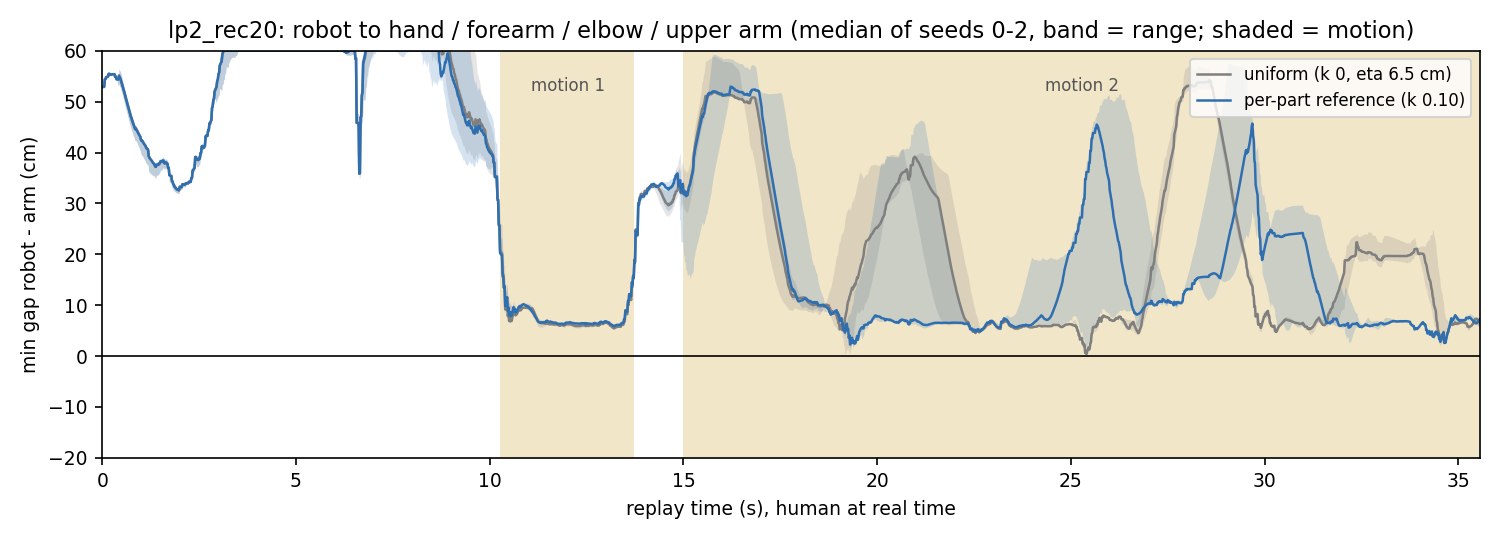 lp2_rec20: robot to hand / forearm / elbow / upper arm (median of seeds 0-2, band = range; shaded = motion)
60
50
40
30
20
10
0
−10
−20
min gap robot - arm (cm)
motion 1
motion 2
uniform (k 0, eta 6.5 cm)
per-part reference (k 0.10)
0 5 10 15 20 25 30 35
replay time (s), human at real time